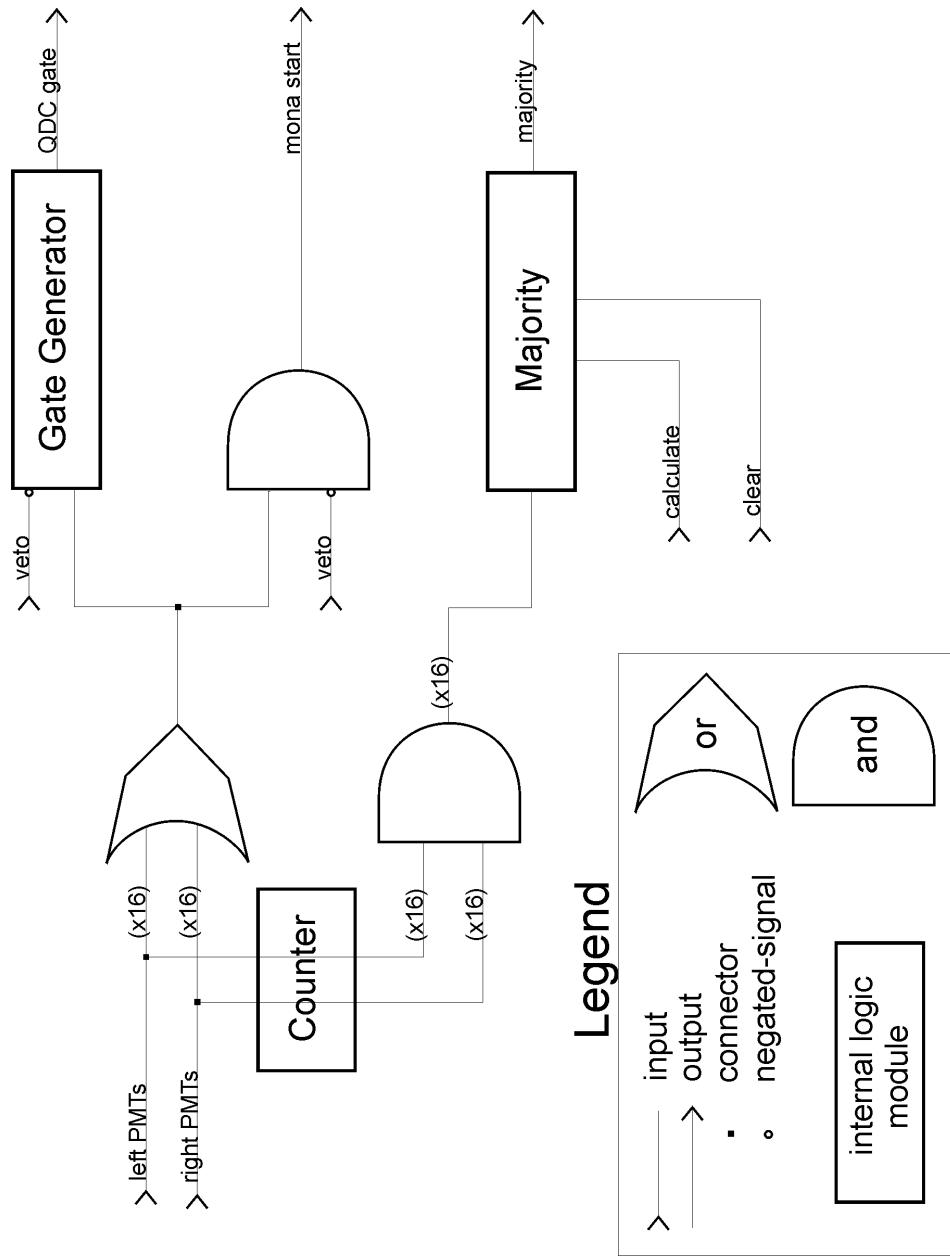 QDC gate
mona start
majority
Gate Generator
Majority
veto
veto
calculate
clear
(x16)
(x16)
(x16)
(x16)
(x16)
Counter
left PMTs
right PMTs
Legend
input
output
connector
negated-signal
internal logic
module
or
and